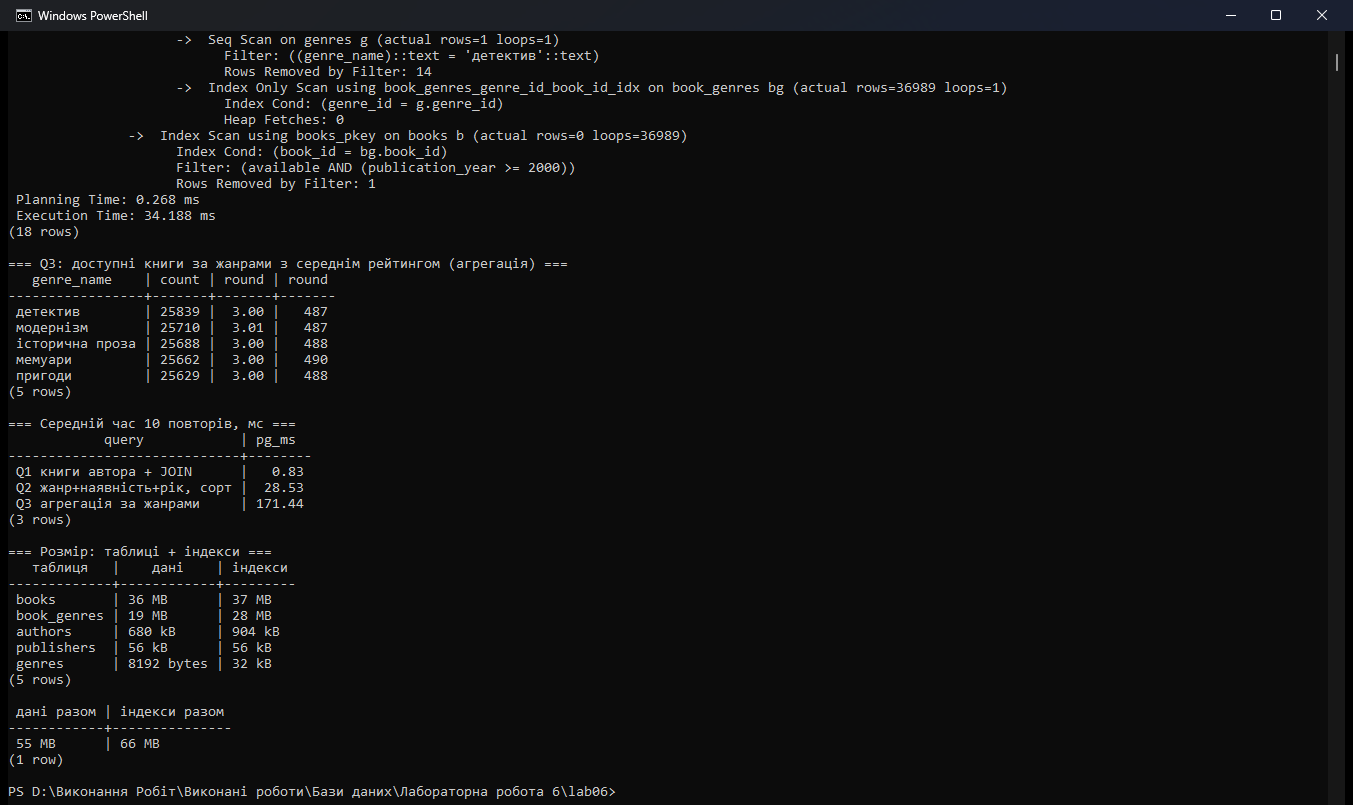 Windows PowerShell
-> Seq Scan on genres g (actual rows=1 loops=1)
Filter: ((genre_name)::text = 'детектив'::text)
Rows Removed by Filter: 14
-> Index Only Scan using book_genres_genre_id_book_id_idx on book_genres bg (actual rows=36989 loops=1)
Index Cond: (genre_id = g.genre_id)
Heap Fetches: 0
-> Index Scan using books_pkey on books b (actual rows=0 loops=36989)
Index Cond: (book_id = bg.book_id)
Filter: (available AND (publication_year >= 2000))
Rows Removed by Filter: 1
Planning Time: 0.268 ms
Execution Time: 34.188 ms
(18 rows)
=== Q3: доступні книги за жанрами з середнім рейтингом (агрегація) ===
genre_name | count | round | round
-----------------+-------+-------+-------
детектив | 25839 | 3.00 | 487
модернізм | 25710 | 3.01 | 487
історична проза | 25688 | 3.00 | 488
мемуари | 25662 | 3.00 | 490
пригоди | 25629 | 3.00 | 488
(5 rows)
=== Середній час 10 повторів, мс ===
query | pg_ms
-----------------------------+--------
Q1 книги автора + JOIN | 0.83
Q2 жанр+наявність+рік, сорт | 28.53
Q3 агрегація за жанрами | 171.44
(3 rows)
=== Розмір: таблиці + індекси ===
таблиця | дані | індекси
-------------+------------+---------
books | 36 MB | 37 MB
book_genres | 19 MB | 28 MB
authors | 680 kB | 904 kB
publishers | 56 kB | 56 kB
genres | 8192 bytes | 32 kB
(5 rows)
дані разом | індекси разом
------------+---------------
55 MB | 66 MB
(1 row)
PS D:\Виконання Робіт\Виконані роботи\Бази даних\Лабораторна робота 6\lab06>